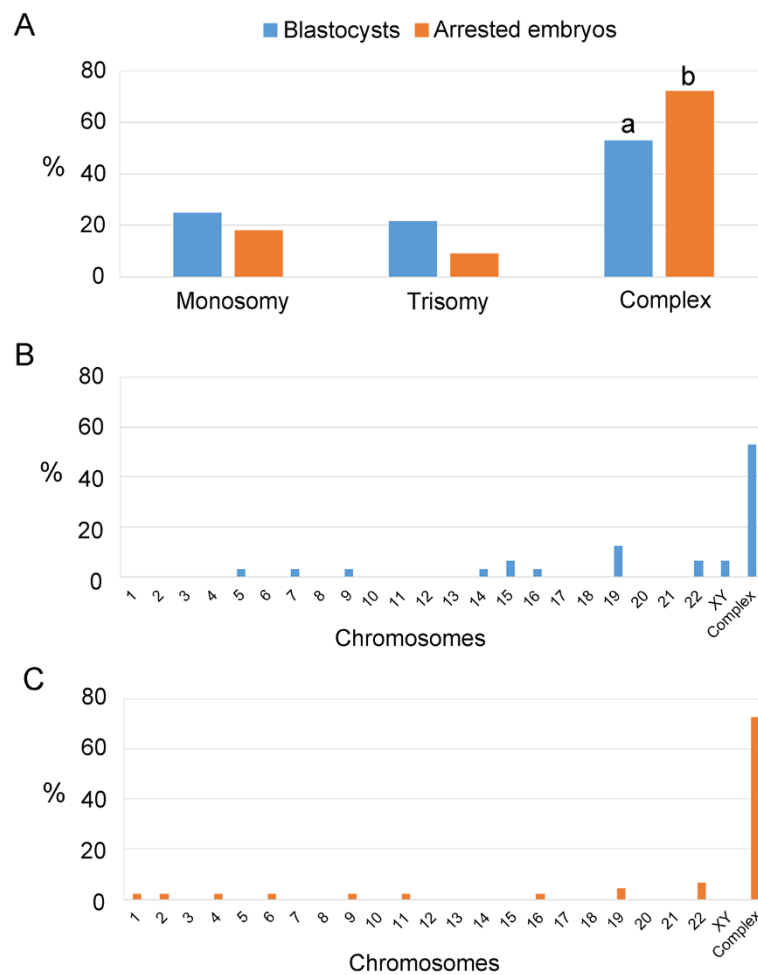 A
Blastocysts Arrested embryos
80
60
40
20
0
%
a
b
Monosomy Trisomy Complex
B
80
60
40
20
0
%
1 2 3 4 5 6 7 8 9 10 11 12 13 14 15 16 17 18 19 20 21 22 XY Complex
Chromosomes
C
80
60
40
20
0
%
1 2 3 4 5 6 7 8 9 10 11 12 13 14 15 16 17 18 19 20 21 22 XY Complex
Chromosomes